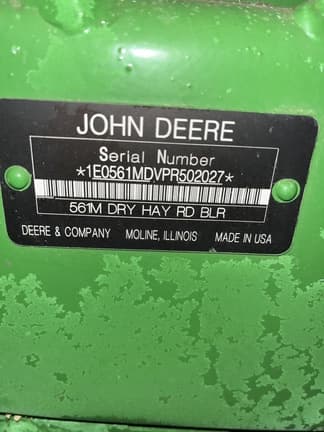 JOHN DEERE
Serial Number
*1E0561MDVPR502027*
561M DRY HAY RD BLR
DEERE & COMPANY MOLINE, ILLINOIS MADE IN USA